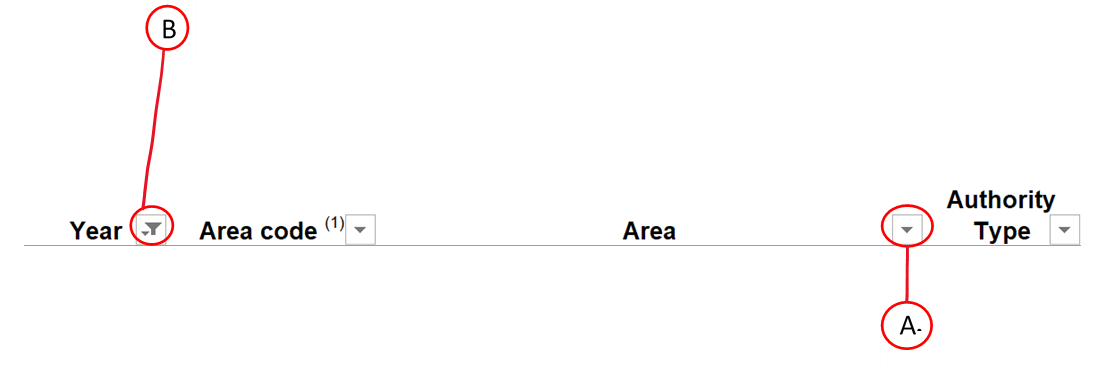 B
Authority
Year Area code (1) Area Type
A.